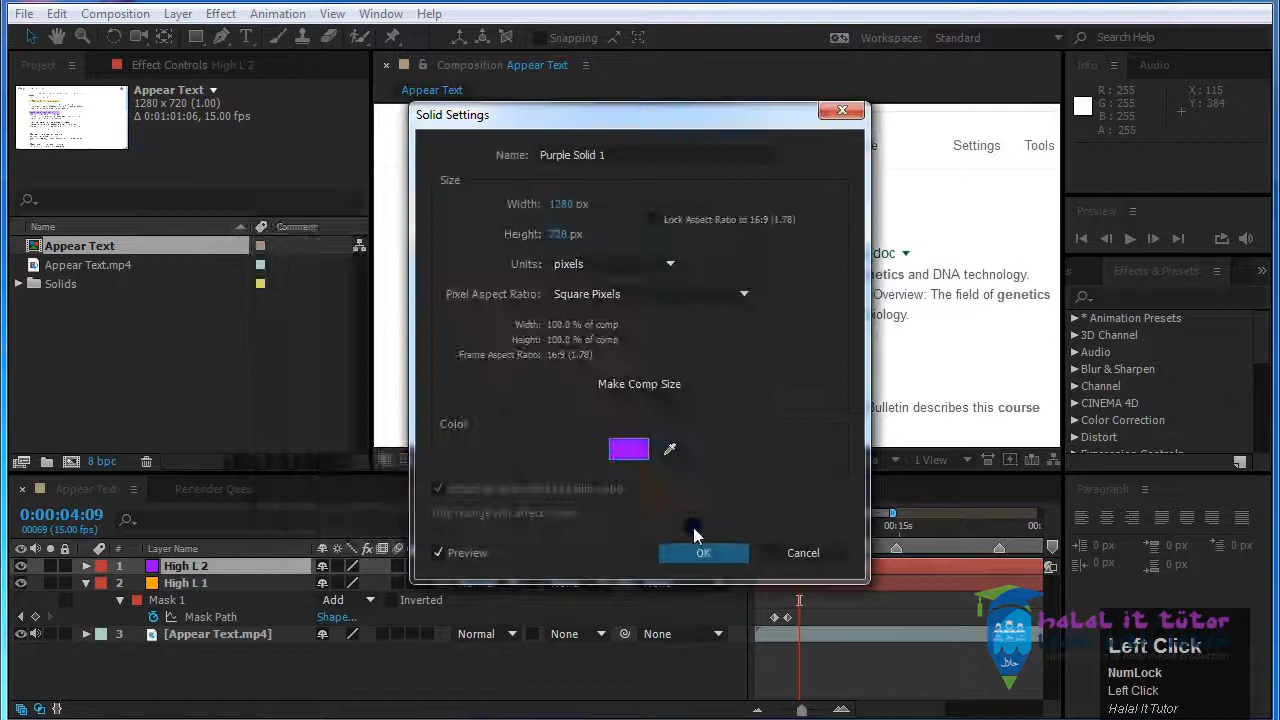 File Edit Composition Layer Effect Animation View Window Help
Snapping Workspace: Standard Search Help
Project Effect Controls High L 2
Appear Text
1280 x 720 (1.00)
Δ 0:01:01:06, 15.00 fps
Name Comment
Appear Text
Appear Text.mp4
Solids
8 bpc
Composition Appear Text
Appear Text
Settings Tools
doc
netics and DNA technology.
Overview: The field of genetics
biology.
Bulletin describes this course
1 View
Solid Settings
Name: Purple Solid 1
Size
Width: 1280 px
Height: 720 px
Lock Aspect Ratio to 16:9 (1.78)
Units: pixels
Pixel Aspect Ratio: Square Pixels
Width: 100.0 % of comp
Height: 100.0 % of comp
Frame Aspect Ratio: 16:9 (1.78)
Make Comp Size
Color
Preview
OK Cancel
Info Audio
R : 255
G : 255
B : 255
A : 255
X : 115
Y : 384
Preview
Effects & Presets
* Animation Presets
3D Channel
Audio
Blur & Sharpen
Channel
CINEMA 4D
Color Correction
Distort
Appear Text Render Queue
0:00:04:09
00069 (15.00 fps)
# Layer Name
1 High L 2
2 High L 1
Mask 1 Add Inverted
Mask Path Shape...
3 [Appear Text.mp4] Normal None None
00:15s 00:
Paragraph
0 px 0 px
0 px
halal it tutor
حلال
Left Click
NumLock
Left Click
Halal It Tutor